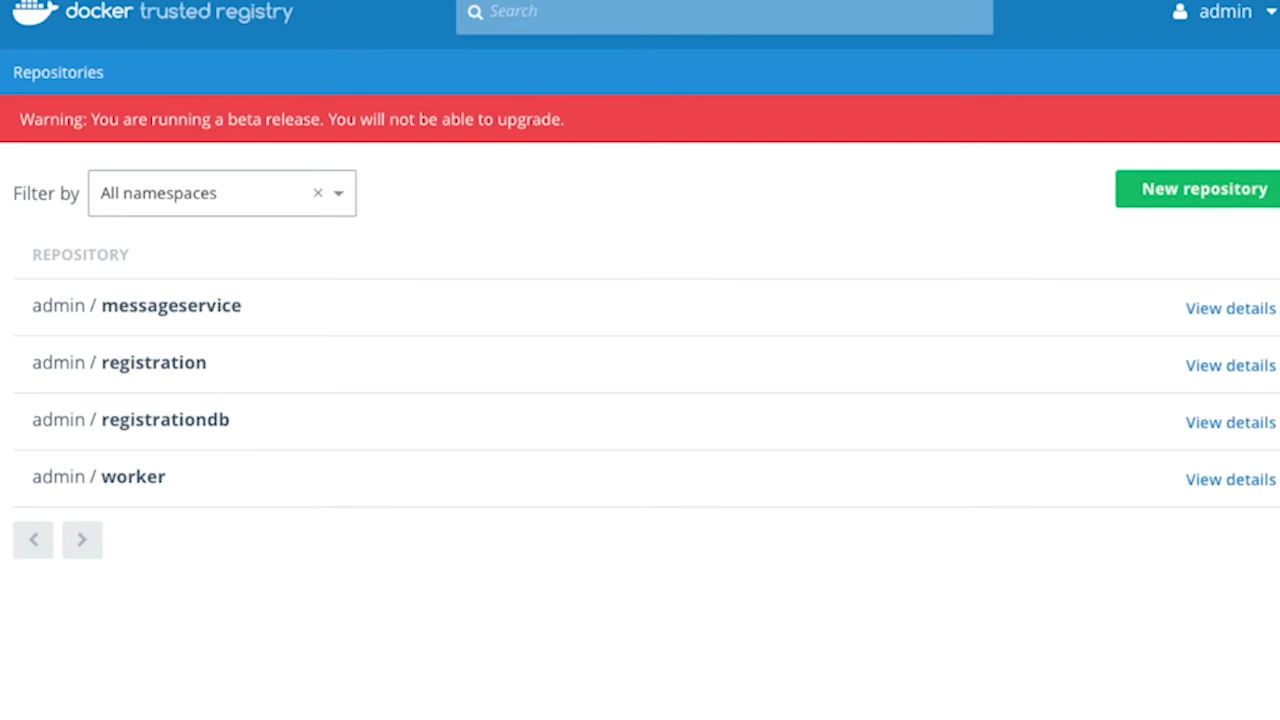 docker trusted registry
Search
admin
Repositories
Warning: You are running a beta release. You will not be able to upgrade.
Filter by All namespaces
New repository
REPOSITORY
admin / messageservice View details
admin / registration View details
admin / registrationdb View details
admin / worker View details